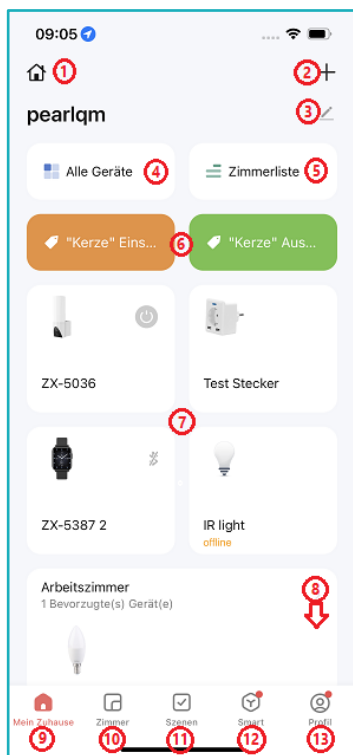 09:05
1
2
pearlqm
3
Alle Geräte 4
Zimmerliste 5
"Kerze" Eins...
6
"Kerze" Aus...
ZX-5036
Test Stecker
7
ZX-5387 2
IR light
offline
Arbeitszimmer
1 Bevorzugte(s) Gerät(e)
8
Mein Zuhause
Zimmer
Szenen
Smart
Profil
9
10
11
12
13